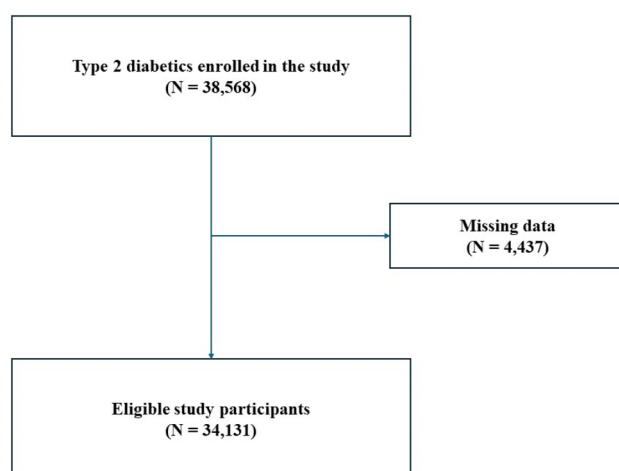 Type 2 diabetics enrolled in the study
(N = 38,568)
Missing data
(N = 4,437)
Eligible study participants
(N = 34,131)